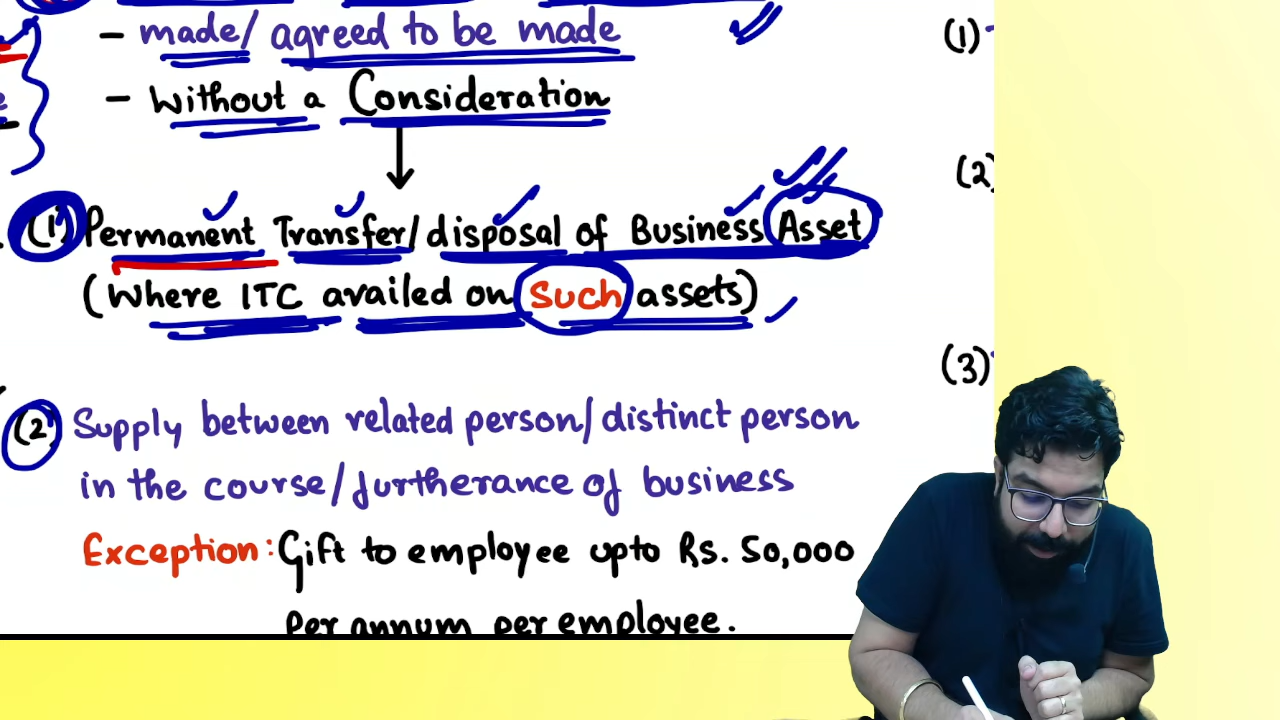 - made/ agreed to be made
(1)
- Without a Consideration
(2)
(1) Permanent Transfer/disposal of Business Asset
(Where ITC availed on Such assets)
(3)
(2) Supply between related person/distinct person
in the course/furtherance of business
Exception: Gift to employee upto Rs. 50,000
Per annum per employee.